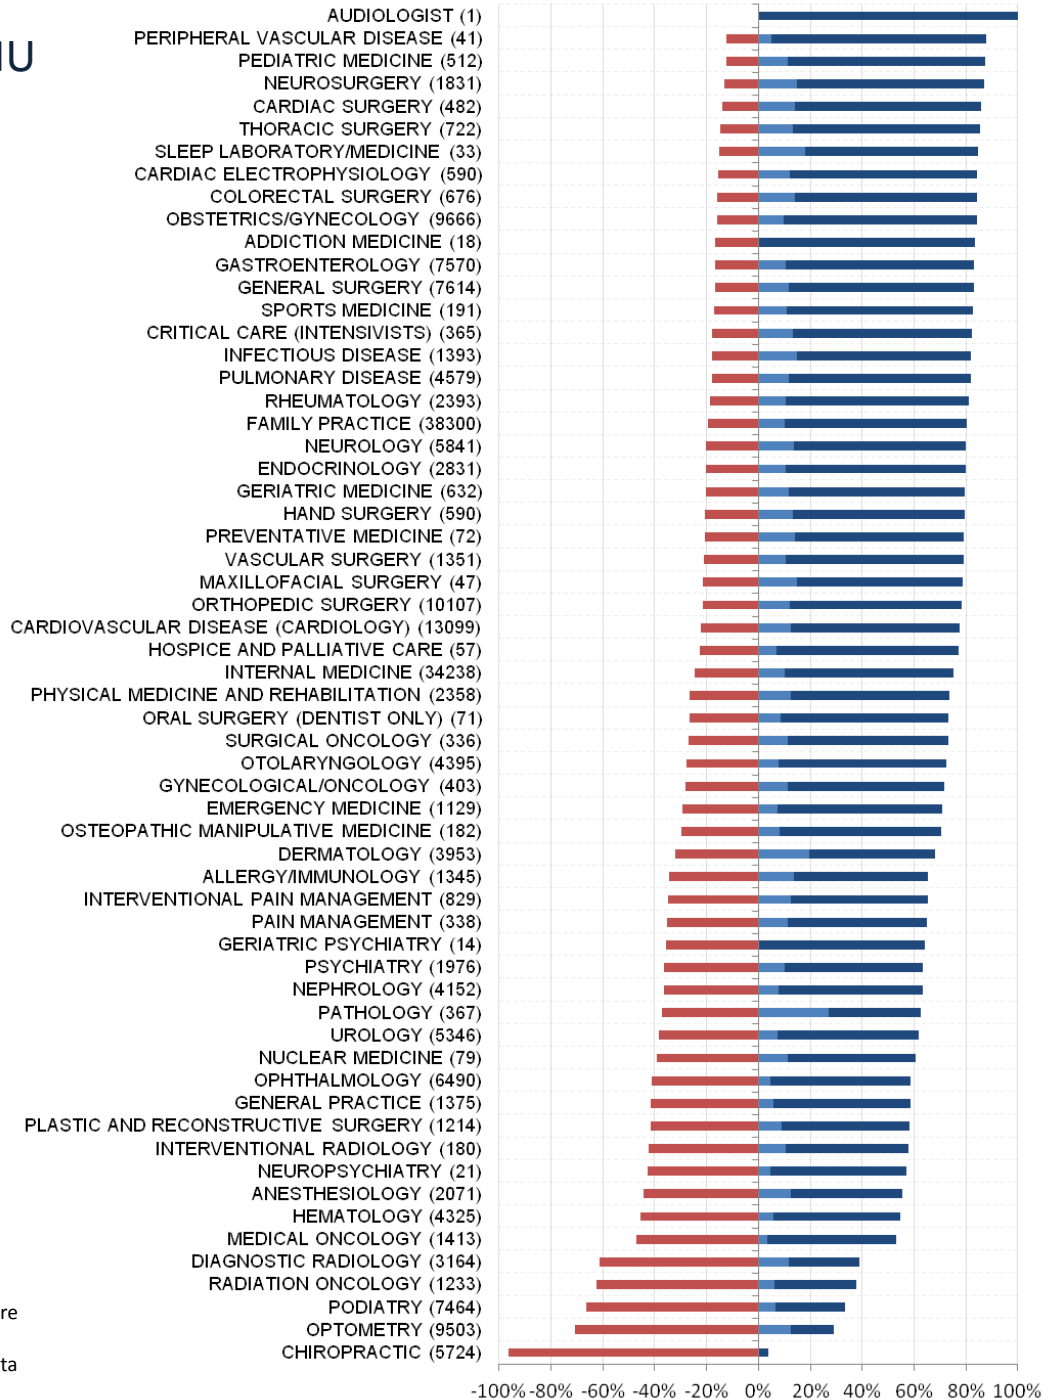 AUDIOLOGIST (1)
IU
PERIPHERAL VASCULAR DISEASE (41)
PEDIATRIC MEDICINE (512)
NEUROSURGERY (1831)
CARDIAC SURGERY (482)
THORACIC SURGERY (722)
SLEEP LABORATORY/MEDICINE (33)
CARDIAC ELECTROPHYSIOLOGY (590)
COLORECTAL SURGERY (676)
OBSTETRICS/GYNECOLOGY (9666)
ADDICTION MEDICINE (18)
GASTROENTEROLOGY (7570)
GENERAL SURGERY (7614)
SPORTS MEDICINE (191)
CRITICAL CARE (INTENSIVISTS) (365)
INFECTIOUS DISEASE (1393)
PULMONARY DISEASE (4579)
RHEUMATOLOGY (2393)
FAMILY PRACTICE (38300)
NEUROLOGY (5841)
ENDOCRINOLOGY (2831)
GERIATRIC MEDICINE (632)
HAND SURGERY (590)
PREVENTATIVE MEDICINE (72)
VASCULAR SURGERY (1351)
MAXILLOFACIAL SURGERY (47)
ORTHOPEDIC SURGERY (10107)
CARDIOVASCULAR DISEASE (CARDIOLOGY) (13099)
HOSPICE AND PALLIATIVE CARE (57)
INTERNAL MEDICINE (34238)
PHYSICAL MEDICINE AND REHABILITATION (2358)
ORAL SURGERY (DENTIST ONLY) (71)
SURGICAL ONCOLOGY (336)
OTOLARYNGOLOGY (4395)
GYNECOLOGICAL/ONCOLOGY (403)
EMERGENCY MEDICINE (1129)
OSTEOPATHIC MANIPULATIVE MEDICINE (182)
DERMATOLOGY (3953)
ALLERGY/IMMUNOLOGY (1345)
INTERVENTIONAL PAIN MANAGEMENT (829)
PAIN MANAGEMENT (338)
GERIATRIC PSYCHIATRY (14)
PSYCHIATRY (1976)
NEPHROLOGY (4152)
PATHOLOGY (367)
UROLOGY (5346)
NUCLEAR MEDICINE (79)
OPHTHALMOLOGY (6490)
GENERAL PRACTICE (1375)
PLASTIC AND RECONSTRUCTIVE SURGERY (1214)
INTERVENTIONAL RADIOLOGY (180)
NEUROPSYCHIATRY (21)
ANESTHESIOLOGY (2071)
HEMATOLOGY (4325)
MEDICAL ONCOLOGY (1413)
DIAGNOSTIC RADIOLOGY (3164)
RADIATION ONCOLOGY (1233)
re
PODIATRY (7464)
OPTOMETRY (9503)
ta
CHIROPRACTIC (5724)
-100% -80% -60% -40% -20% 0% 20% 40% 60% 80% 100%